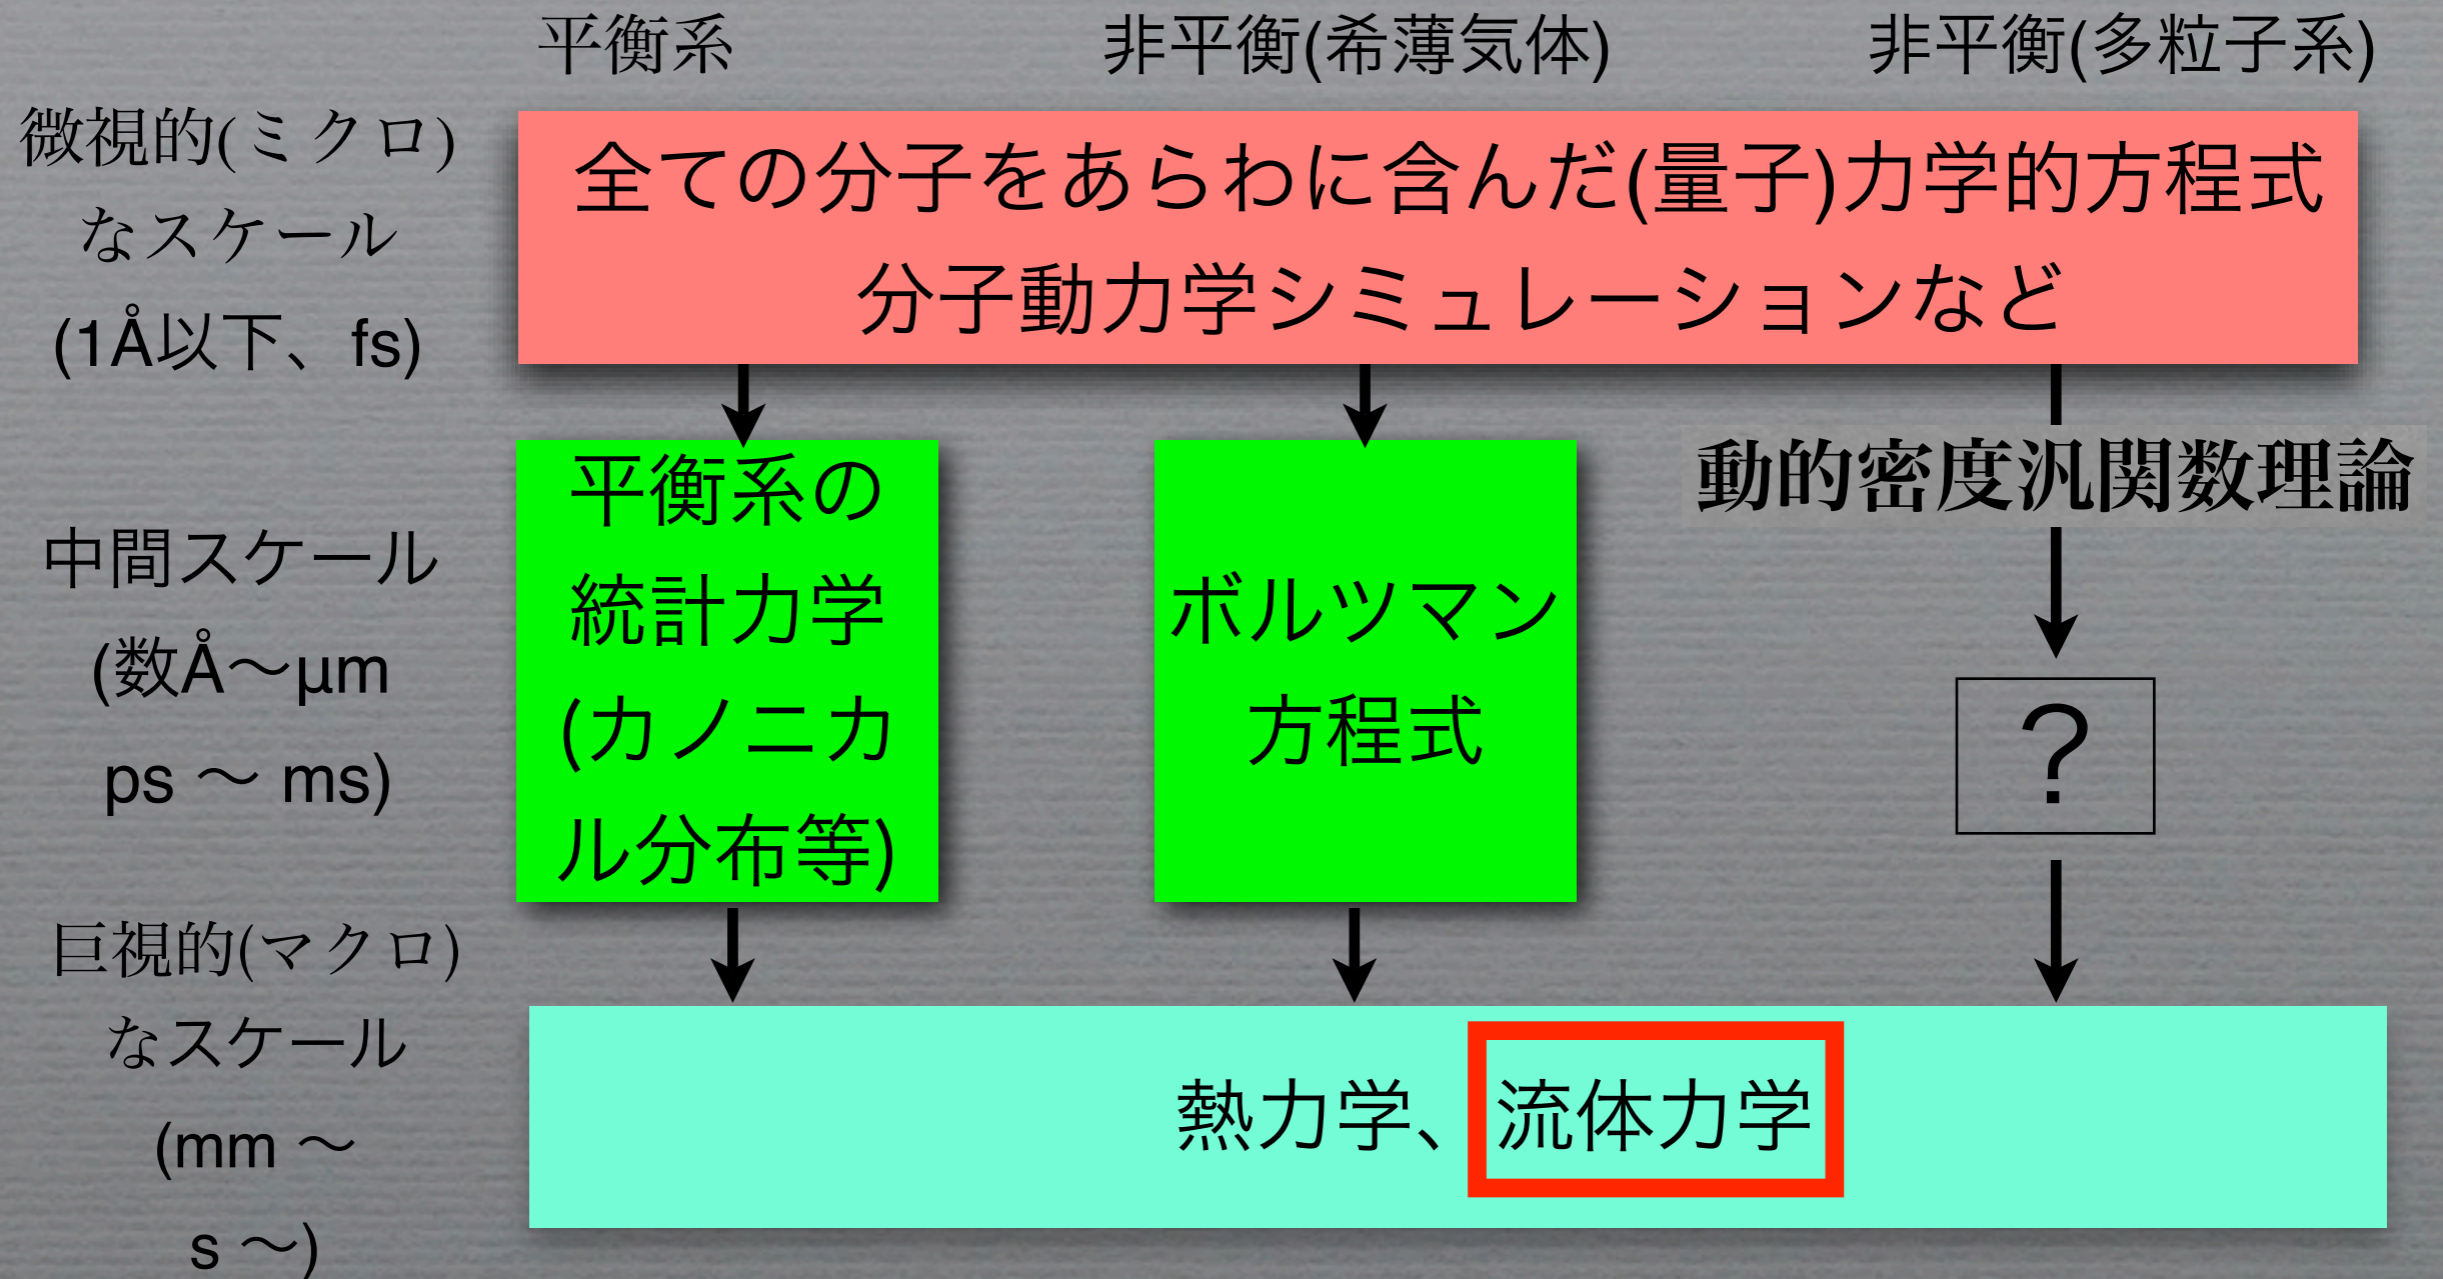 平衡系
非平衡(希薄気体)
非平衡(多粒子系)
微視的(ミクロ)
なスケール
(1Å以下、fs)
全ての分子をあらわに含んだ(量子)力学的方程式
分子動力学シミュレーションなど
中間スケール
(数Å〜μm
ps 〜 ms)
平衡系の
統計力学
(カノニカ
ル分布等)
ボルツマン
方程式
動的密度汎関数理論
?
巨視的(マクロ)
なスケール
(mm 〜
s 〜)
熱力学、流体力学